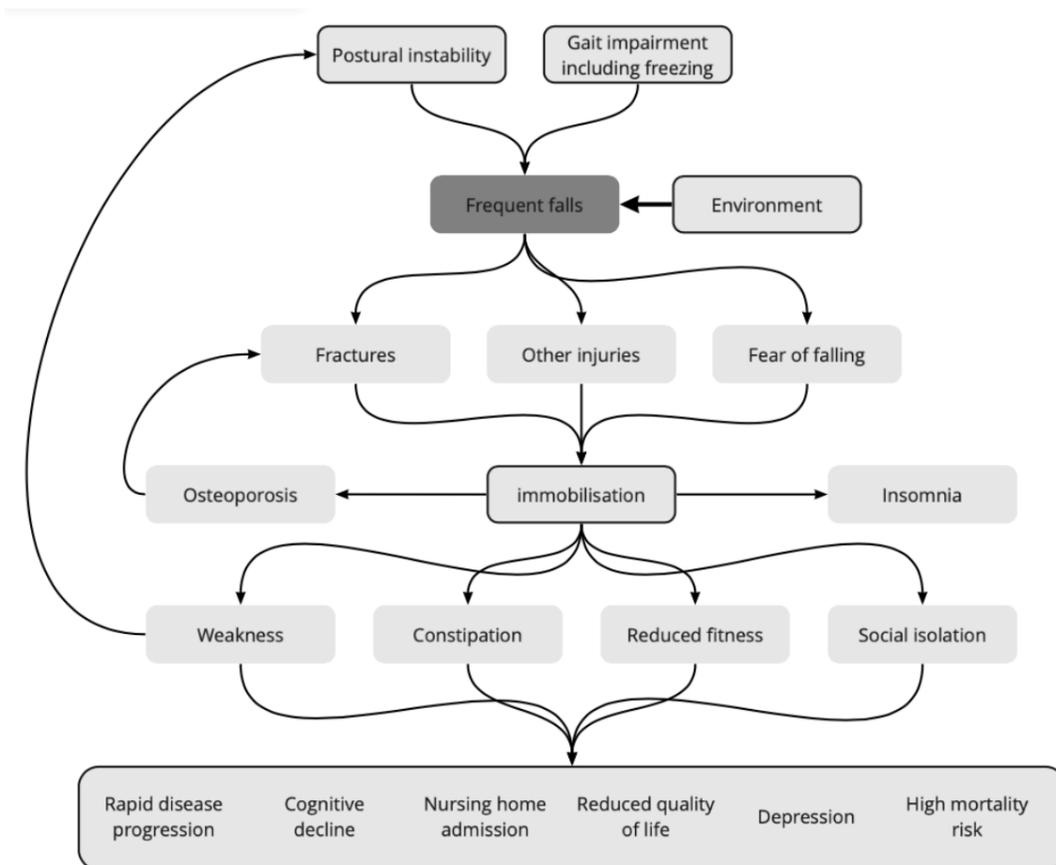 Postural instability
Gait impairment
including freezing
Frequent falls
Environment
Fractures
Other injuries
Fear of falling
Osteoporosis
immobilisation
Insomnia
Weakness
Constipation
Reduced fitness
Social isolation
Rapid disease
progression
Cognitive
decline
Nursing home
admission
Reduced quality
of life
Depression
High mortality
risk